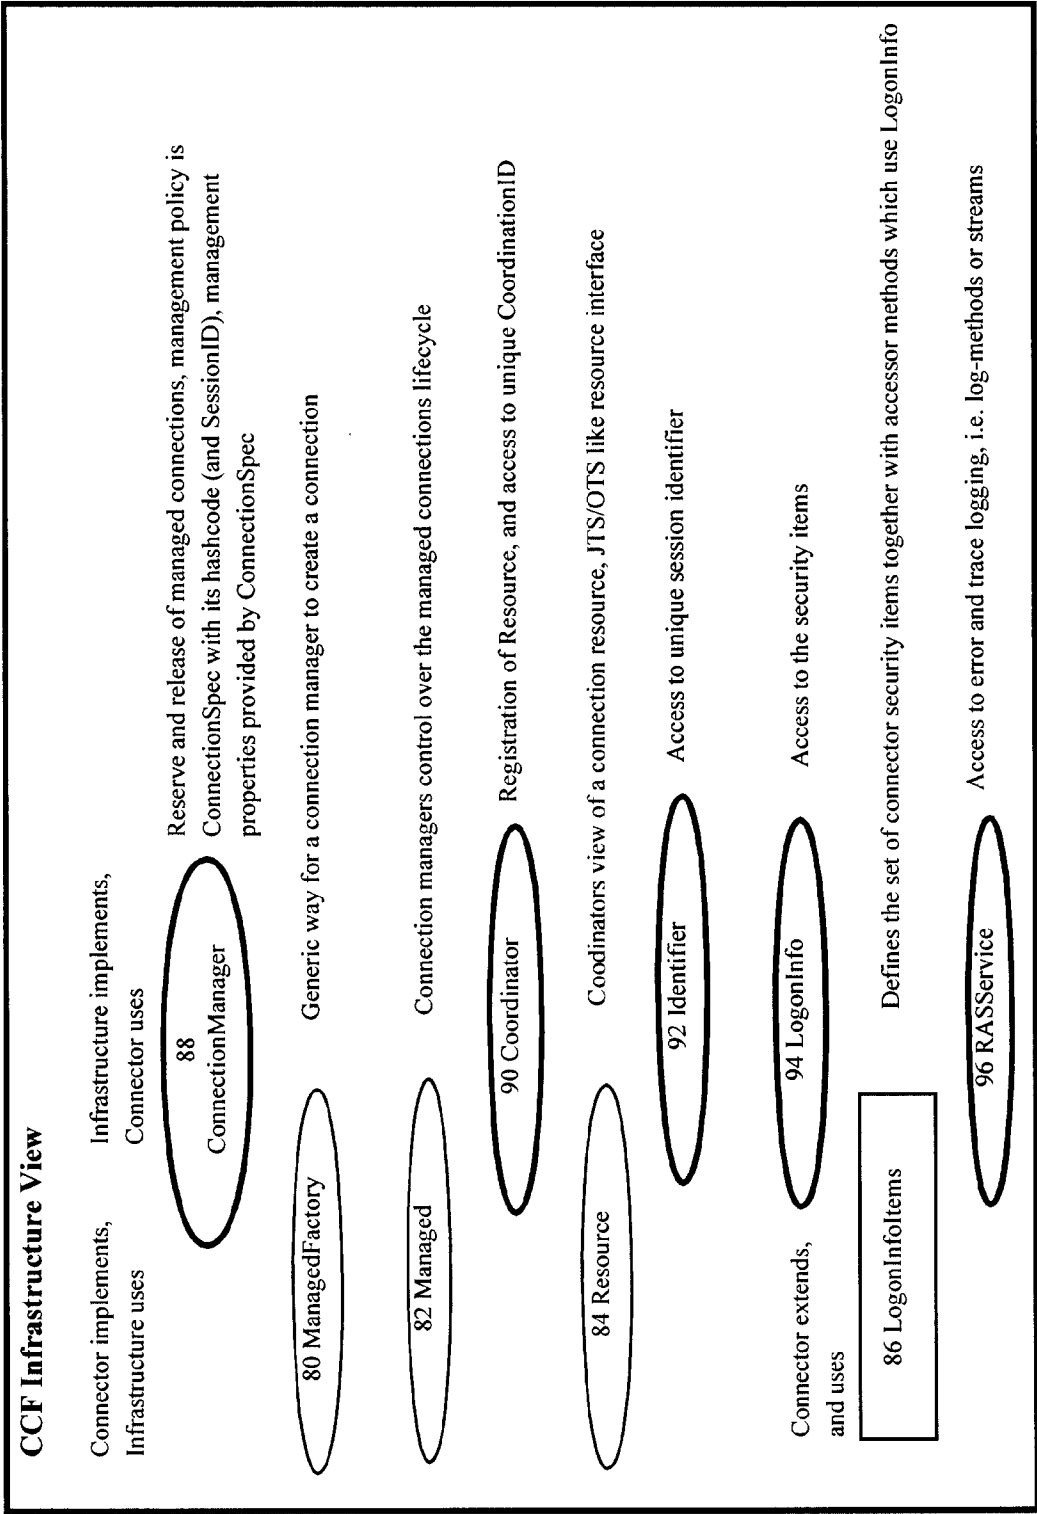 CCF Infrastructure View
Connector implements,
Infrastructure uses
Infrastructure implements,
Connector uses
88
ConnectionManager
Reserve and release of managed connections, management policy is
ConnectionSpec with its hashcode (and SessionID), management
properties provided by ConnectionSpec
80 ManagedFactory
Generic way for a connection manager to create a connection
82 Managed
Connection managers control over the managed connections lifecycle
90 Coordinator
Registration of Resource, and access to unique CoordinationID
84 Resource
Coodinators view of a connection resource, JTS/OTS like resource interface
92 Identifier
Access to unique session identifier
94 LogonInfo
Access to the security items
Connector extends,
and uses
86 LogonInfoItems
Defines the set of connector security items together with accessor methods which use LogonInfo
96 RASService
Access to error and trace logging, i.e. log-methods or streams